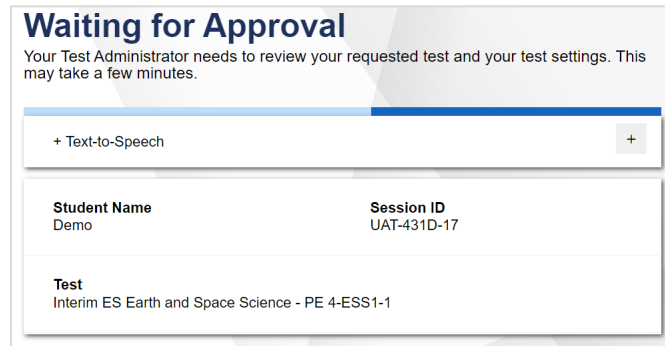 Waiting for Approval
Your Test Administrator needs to review your requested test and your test settings. This
may take a few minutes.
+ Text-to-Speech +
Student Name Session ID
Demo UAT-431D-17
Test
Interim ES Earth and Space Science - PE 4-ESS1-1